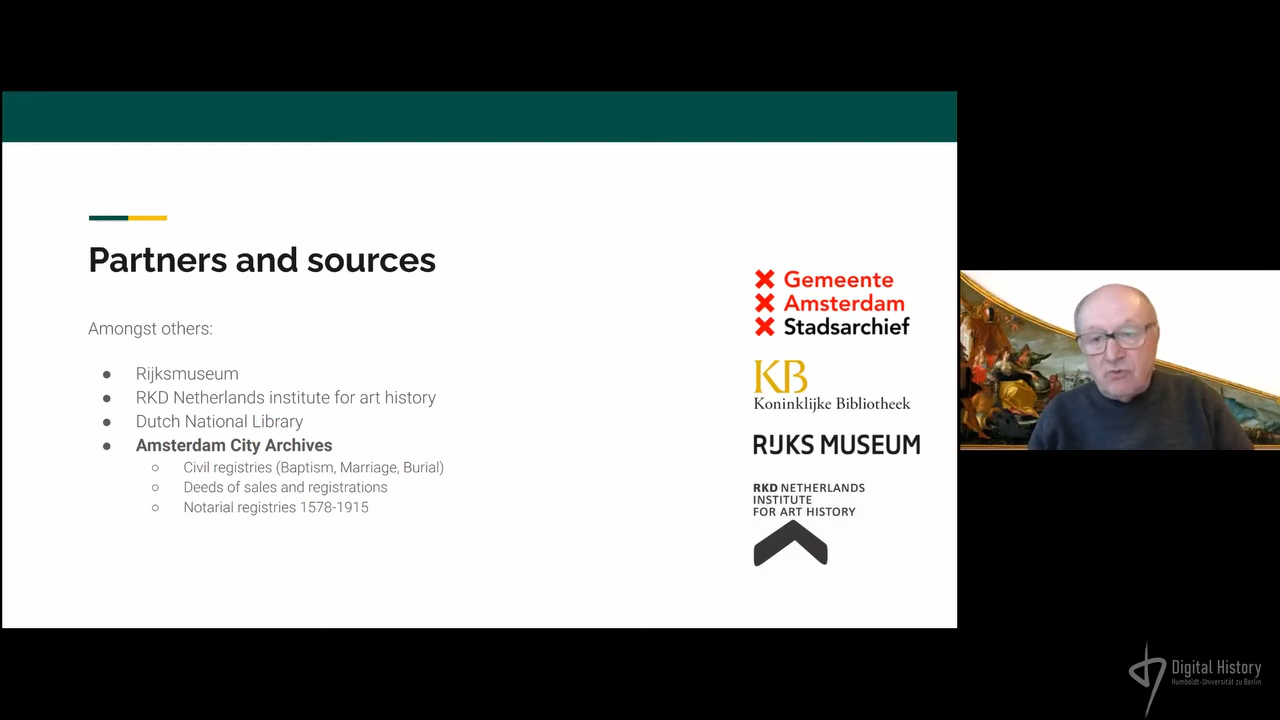 Partners and sources
Amongst others:
● Rijksmuseum
● RKD Netherlands institute for art history
● Dutch National Library
● Amsterdam City Archives
○ Civil registries (Baptism, Marriage, Burial)
○ Deeds of sales and registrations
○ Notarial registries 1578-1915
Gemeente
Amsterdam
Stadsarchief
KB
Koninklijke Bibliotheek
RIJKS MUSEUM
RKD NETHERLANDS
INSTITUTE
FOR ART HISTORY
Digital History
Humboldt-Universität zu Berlin